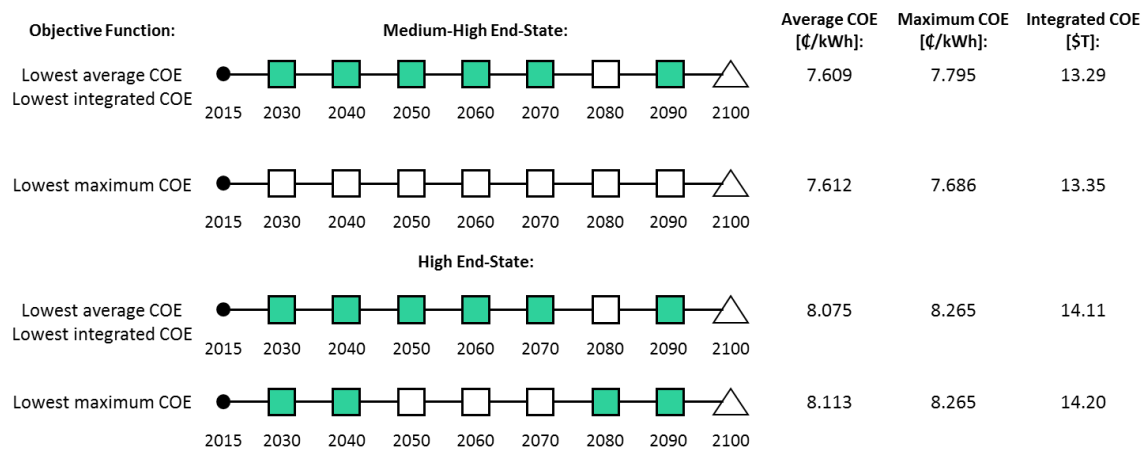 Objective Function: Medium-High End-State: Average COE Maximum COE Integrated COE
[₵/kWh]: [₵/kWh]: [$T]:
Lowest average COE 7.609 7.795 13.29
Lowest integrated COE
2015 2030 2040 2050 2060 2070 2080 2090 2100
Lowest maximum COE 7.612 7.686 13.35
2015 2030 2040 2050 2060 2070 2080 2090 2100
High End-State:
Lowest average COE 8.075 8.265 14.11
Lowest integrated COE
2015 2030 2040 2050 2060 2070 2080 2090 2100
Lowest maximum COE 8.113 8.265 14.20
2015 2030 2040 2050 2060 2070 2080 2090 2100